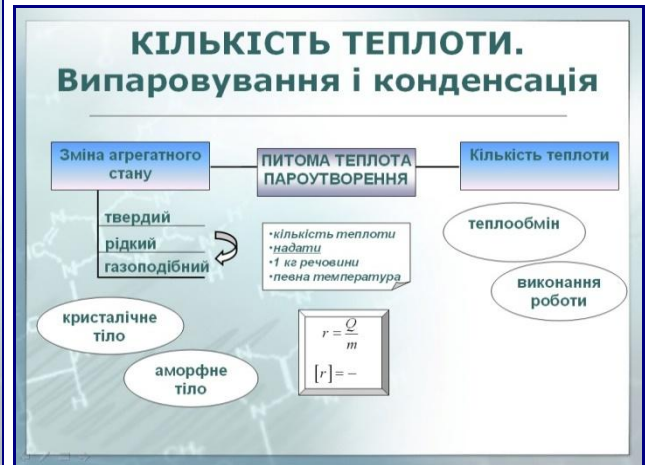 КІЛЬКІСТЬ ТЕПЛОТИ.
Випаровування і конденсація
Зміна агрегатного
стану
ПИТОМА ТЕПЛОТА
ПАРОУТВОРЕННЯ
Кількість теплоти
твердий
рідкий
газоподібний
•кількість теплоти
•надати
•1 кг речовини
•певна температура
теплообмін
виконання
роботи
кристалічне
тіло
аморфне
тіло
r = Q/m
[r] = –